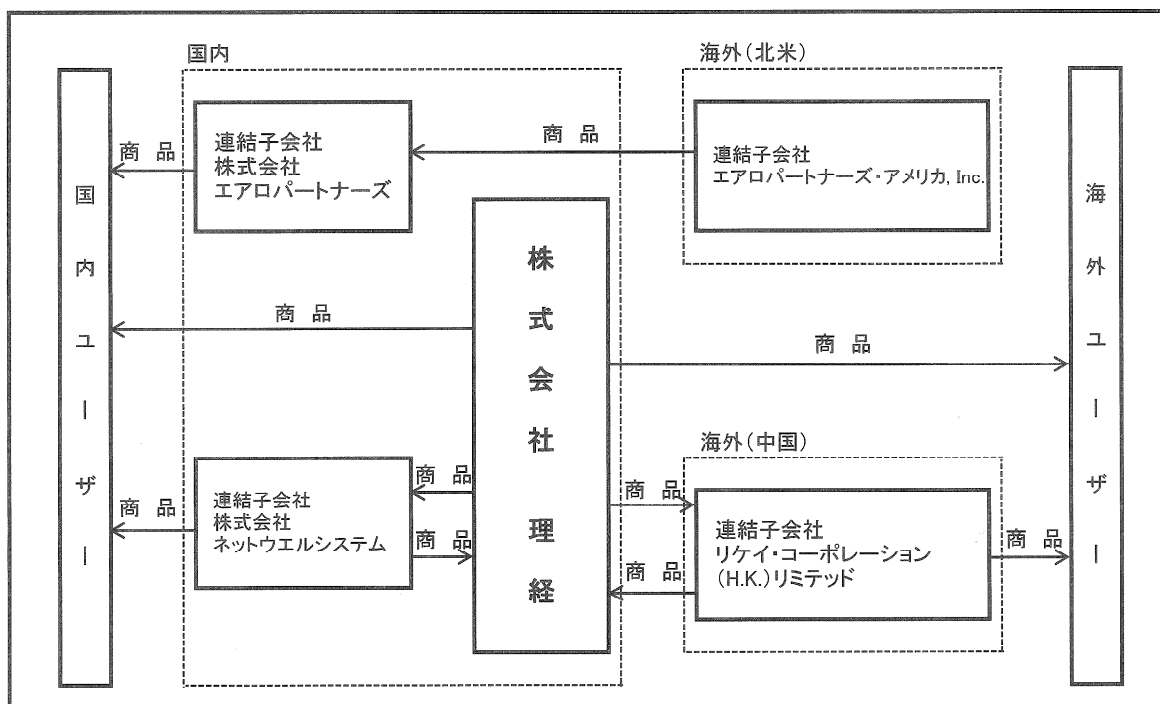 国内
海外（北米）
連結子会社
株式会社
エアロパートナーズ
商 品
商 品
連結子会社
エアロパートナーズ・アメリカ, Inc.
国内ユーザー
株式会社 理経
海外ユーザー
商 品
商 品
海外（中国）
連結子会社
株式会社
ネットウエルシステム
商 品
商 品
商 品
商 品
商 品
連結子会社
リケイ・コーポレーション
（H.K.）リミテッド
商 品